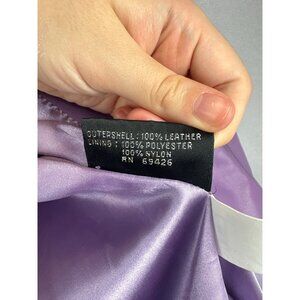 OUTERSHELL : 100% LEATHER
LINING : 100% POLYESTER
100% NYLON
RN 69426